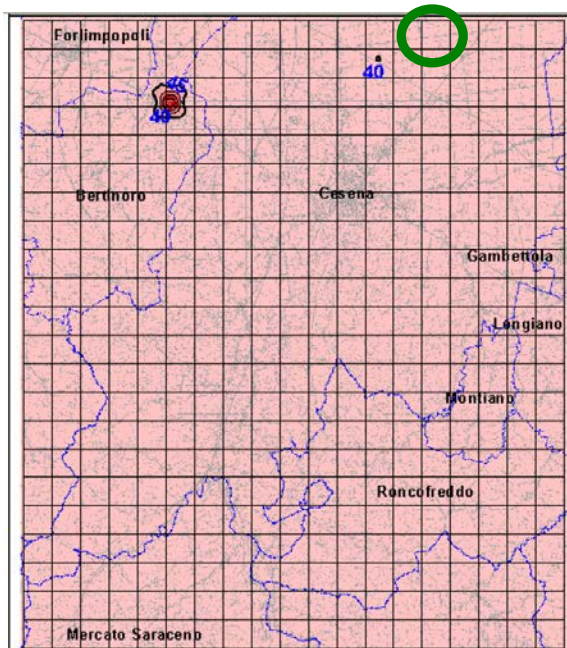 Forlimpopoli
40
45
40
Bertinoro
Cesena
Gambettola
Longiano
Montiano
Roncofreddo
Mercato Saraceno